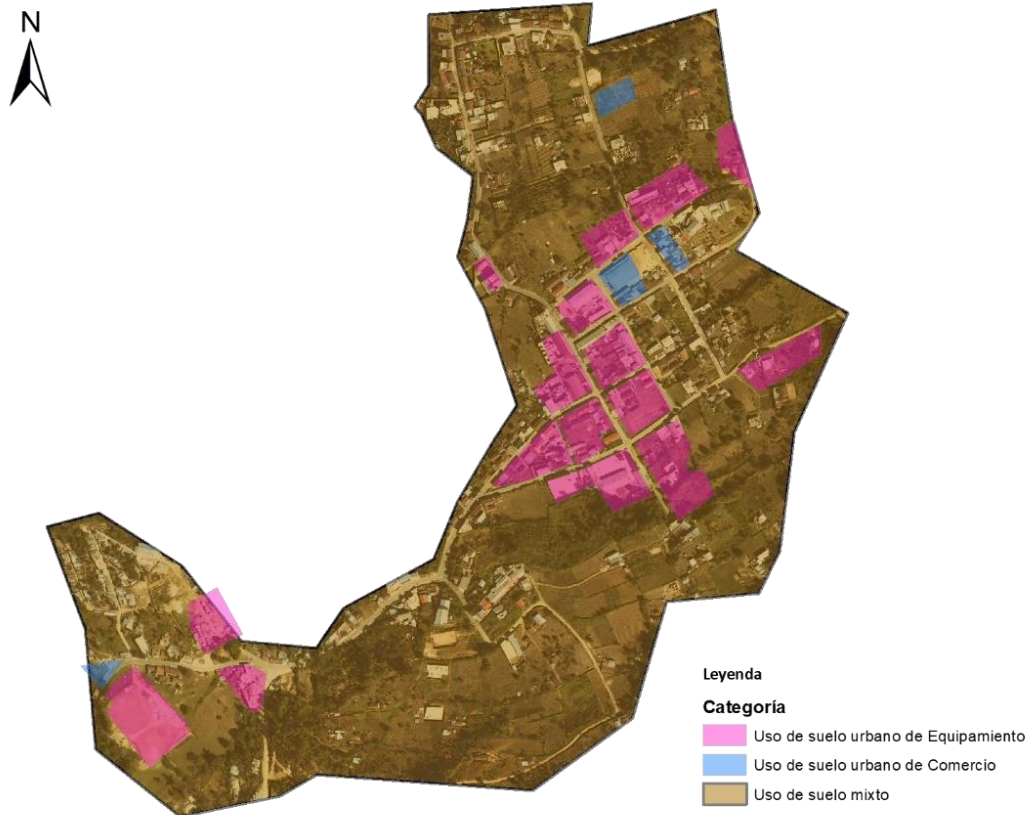 N
Leyenda
Categoría
Uso de suelo urbano de Equipamiento
Uso de suelo urbano de Comercio
Uso de suelo mixto